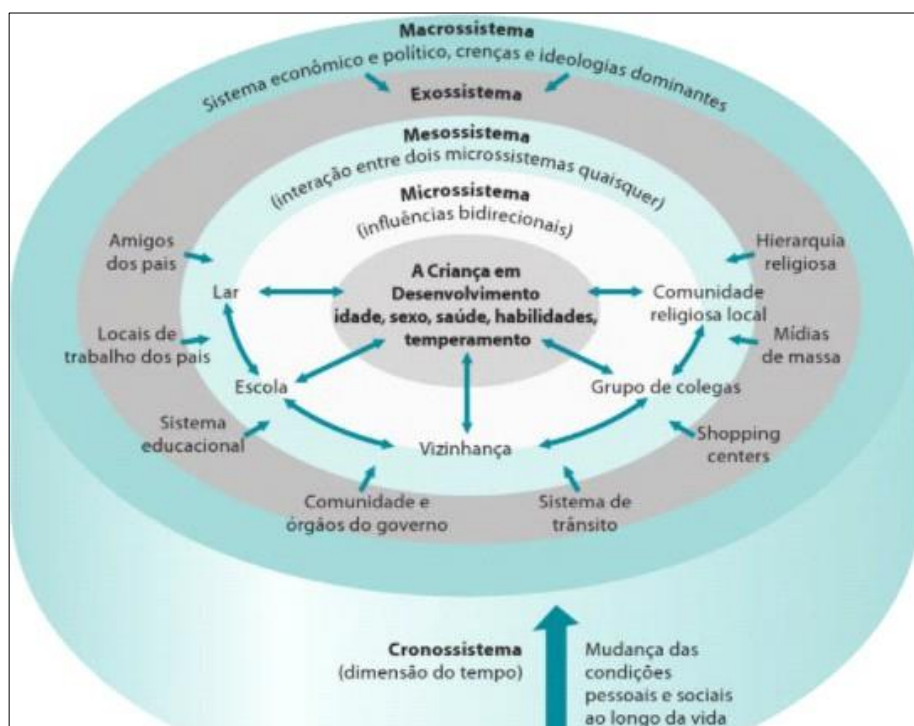 Macrossistema
Sistema econômico e político, crenças e ideologias dominantes
Exossistema
Mesossistema
(interação entre dois microssistemas quaisquer)
Microssistema
(influências bidirecionais)
A Criança em
Desenvolvimento
idade, sexo, saúde, habilidades,
temperamento
Amigos
dos pais
Lar
Locais de
trabalho dos pais
Escola
Sistema
educacional
Vizinhança
Comunidade e
órgãos do governo
Sistema de
trânsito
Hierarquia
religiosa
Comunidade
religiosa local
Mídias
de massa
Grupo de colegas
Shopping
centers
Cronossistema
(dimensão do tempo)
Mudança das
condições
pessoais e sociais
ao longo da vida